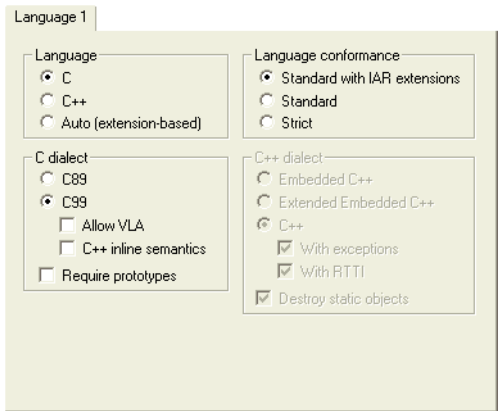 Language 1
Language
C
C++
Auto (extension-based)
Language conformance
Standard with IAR extensions
Standard
Strict
C dialect
C89
C99
Allow VLA
C++ inline semantics
Require prototypes
C++ dialect
Embedded C++
Extended Embedded C++
C++
With exceptions
With RTTI
Destroy static objects